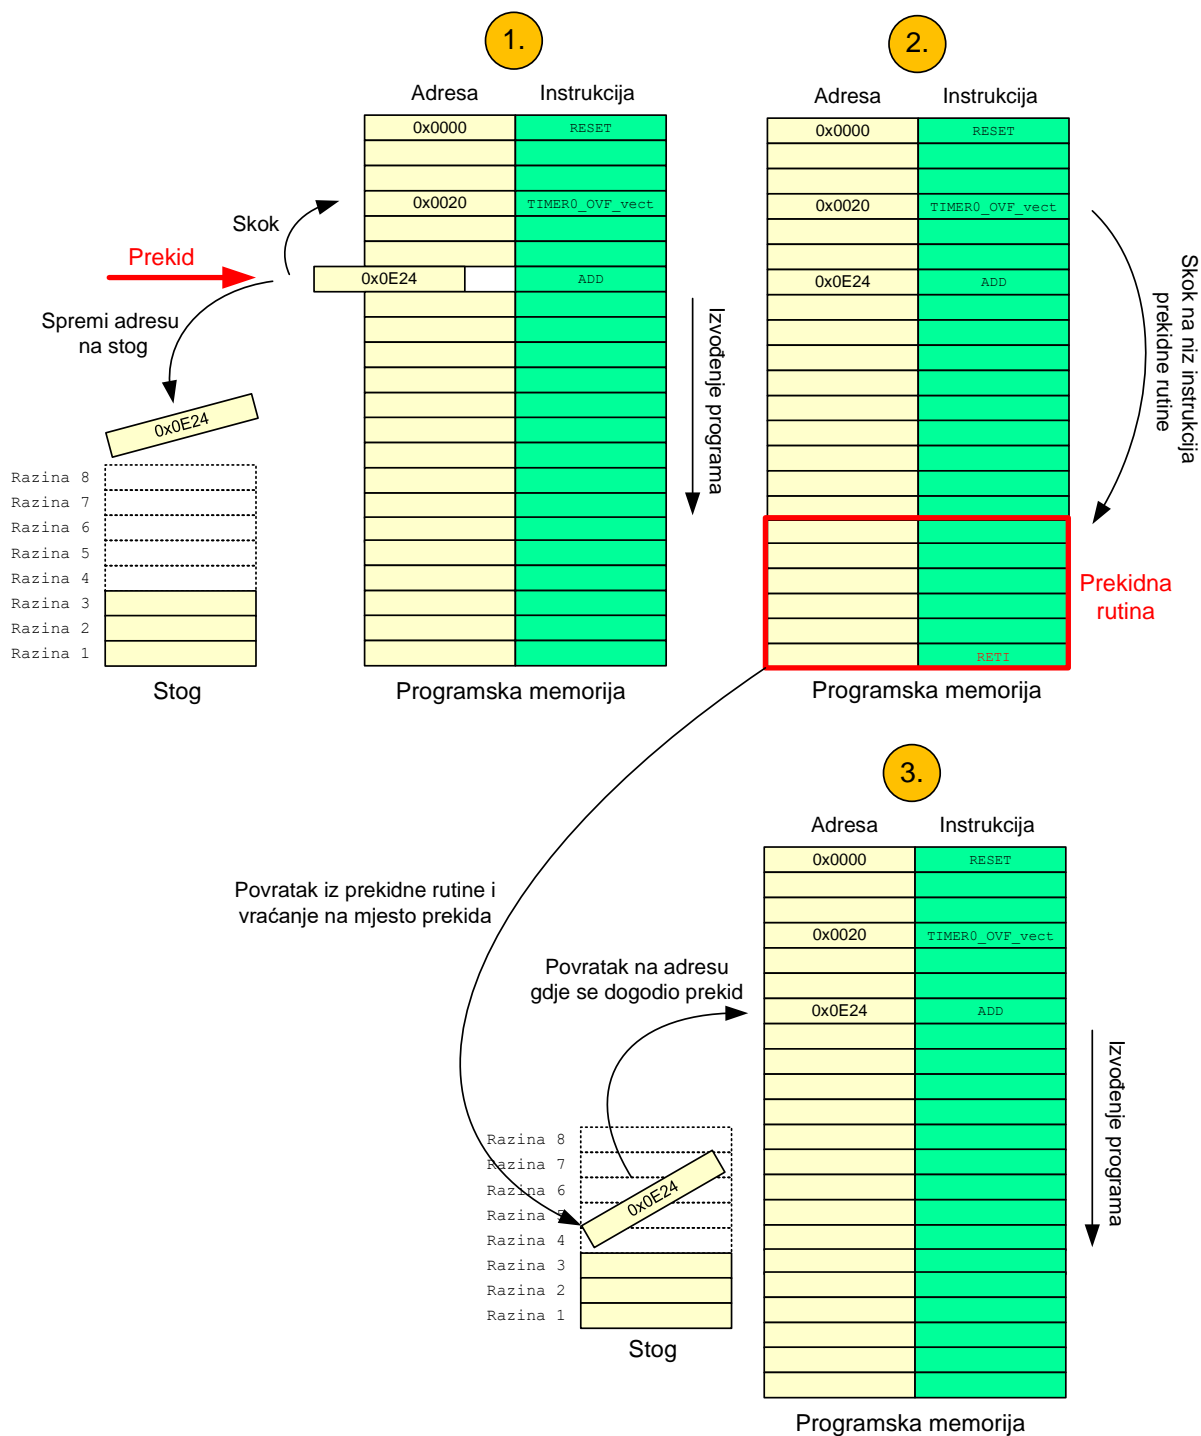 1.
Adresa Instrukcija
0x0000 RESET
0x0020 TIMER0_OVF_vect
Skok
Prekid
0x0E24 ADD
Spremi adresu
na stog
Izvođenje programa
0x0E24
Razina 8
Razina 7
Razina 6
Razina 5
Razina 4
Razina 3
Razina 2
Razina 1
Stog
Programska memorija
2.
Adresa Instrukcija
0x0000 RESET
0x0020 TIMER0_OVF_vect
0x0E24 ADD
Skok na niz instrukcija
prekidne rutine
Prekidna
rutina
RETI
Programska memorija
Povratak iz prekidne rutine i
vraćanje na mjesto prekida
3.
Adresa Instrukcija
0x0000 RESET
0x0020 TIMER0_OVF_vect
Povratak na adresu
gdje se dogodio prekid
0x0E24 ADD
Izvođenje programa
Razina 8
Razina 7
Razina 6
0x0E24
Razina 5
Razina 4
Razina 3
Razina 2
Razina 1
Stog
Programska memorija